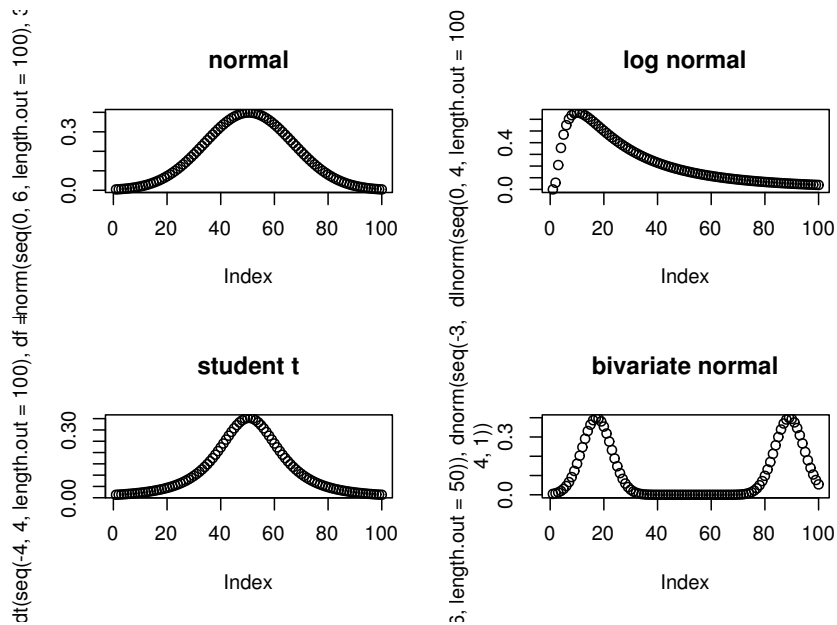 normal
norm(seq(0, 6, length.out = 100),
0.0 0.3
0 20 40 60 80 100
Index
log normal
dlnorm(seq(0, 4, length.out = 100
0.0 0.4
0 20 40 60 80 100
Index
student t
dt(seq(-4, 4, length.out = 100), df =
0.00 0.30
0 20 40 60 80 100
Index
bivariate normal
6, length.out = 50)), dnorm(seq(-3,
4, 1))
0.0 0.3
0 20 40 60 80 100
Index